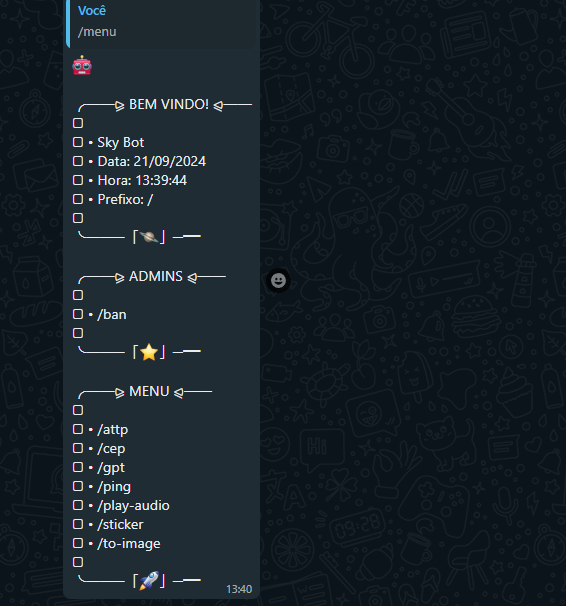 Você
/menu
🤖
╭━━⪩ BEM VINDO! ⪨━━
▢
▢ • Sky Bot
▢ • Data: 21/09/2024
▢ • Hora: 13:39:44
▢ • Prefixo: /
▢
╰━━─「🪐」─━━
╭━━⪩ ADMINS ⪨━━
▢
▢ • /ban
▢
╰━━─「⭐」─━━
╭━━⪩ MENU ⪨━━
▢
▢ • /attp
▢ • /cep
▢ • /gpt
▢ • /ping
▢ • /play-audio
▢ • /sticker
▢ • /to-image
▢
╰━━─「🚀」─━━
13:40